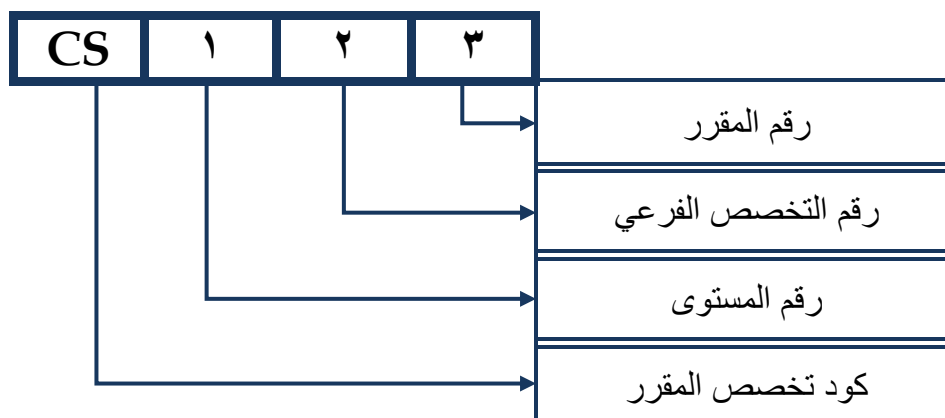 CS ١ ٢ ٣
رقم المقرر
رقم التخصص الفرعي
رقم المستوى
كود تخصص المقرر